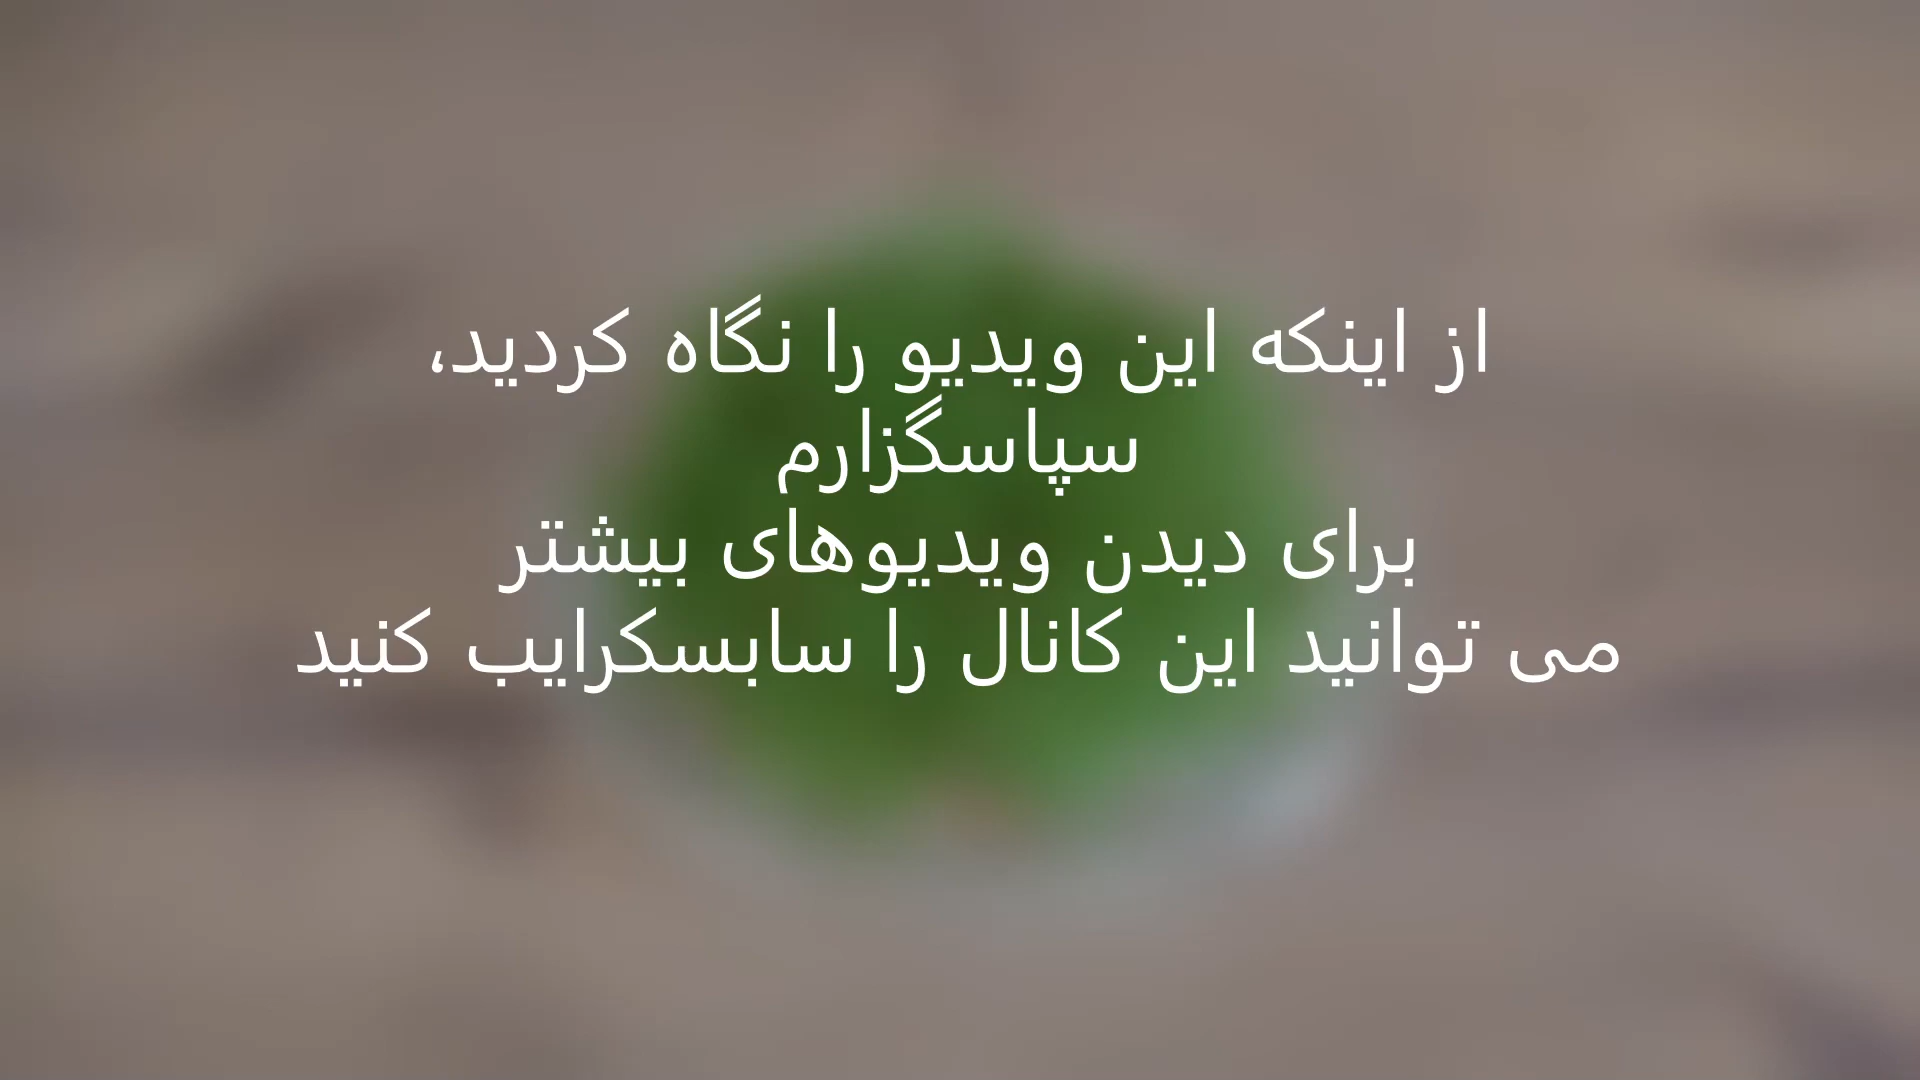 از اینکه این ویدیو را نگاه کردید،
سپاسگزارم
برای دیدن ویدیوهای بیشتر
می توانید این کانال را سابسکرایب کنید